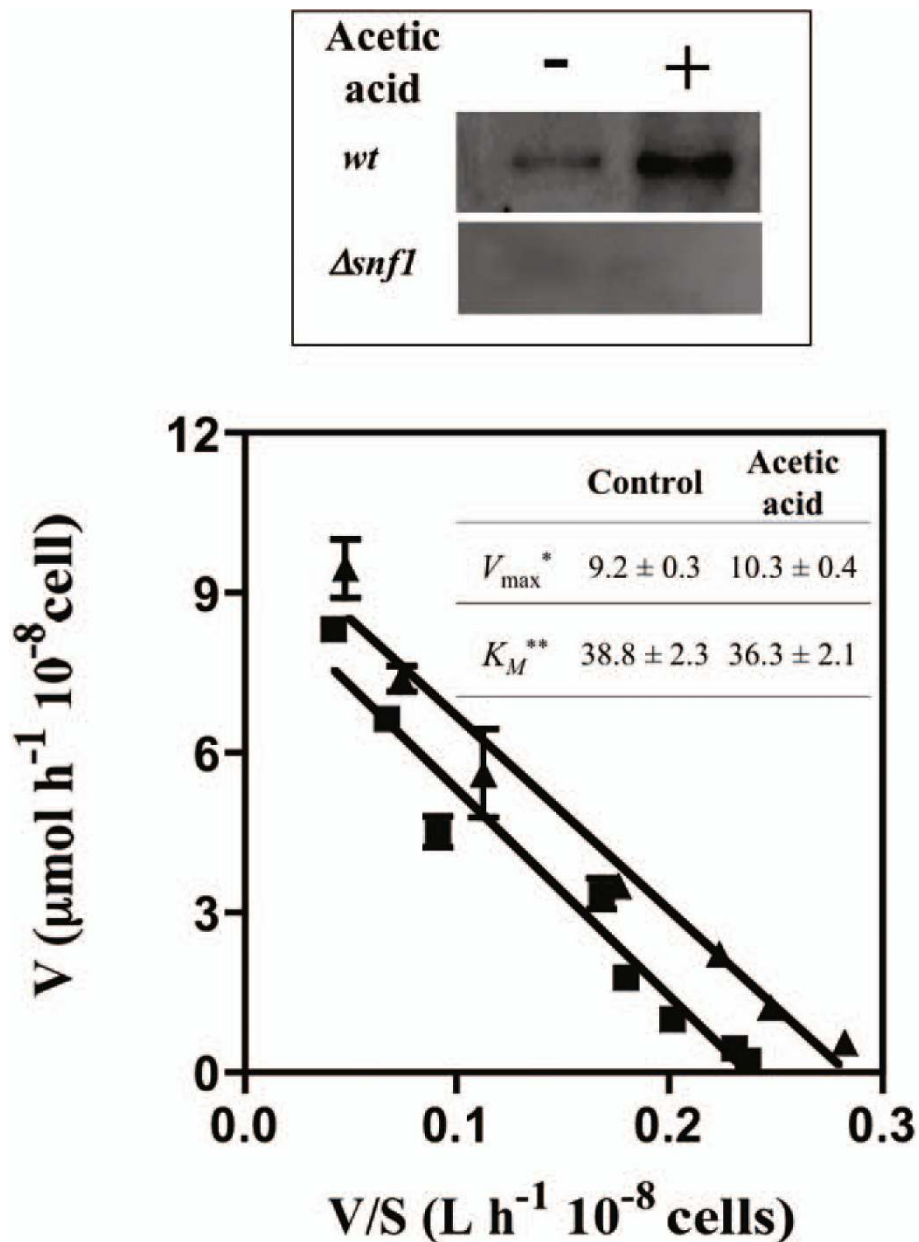 Acetic acid - +
wt
Δsnf1
12
9
6
3
0
0.0 0.1 0.2 0.3
V (μmol h⁻¹ 10⁻⁸ cell)
V/S (L h⁻¹ 10⁻⁸ cells)
Control Acetic acid
Vmax* 9.2 ± 0.3 10.3 ± 0.4
KM** 38.8 ± 2.3 36.3 ± 2.1